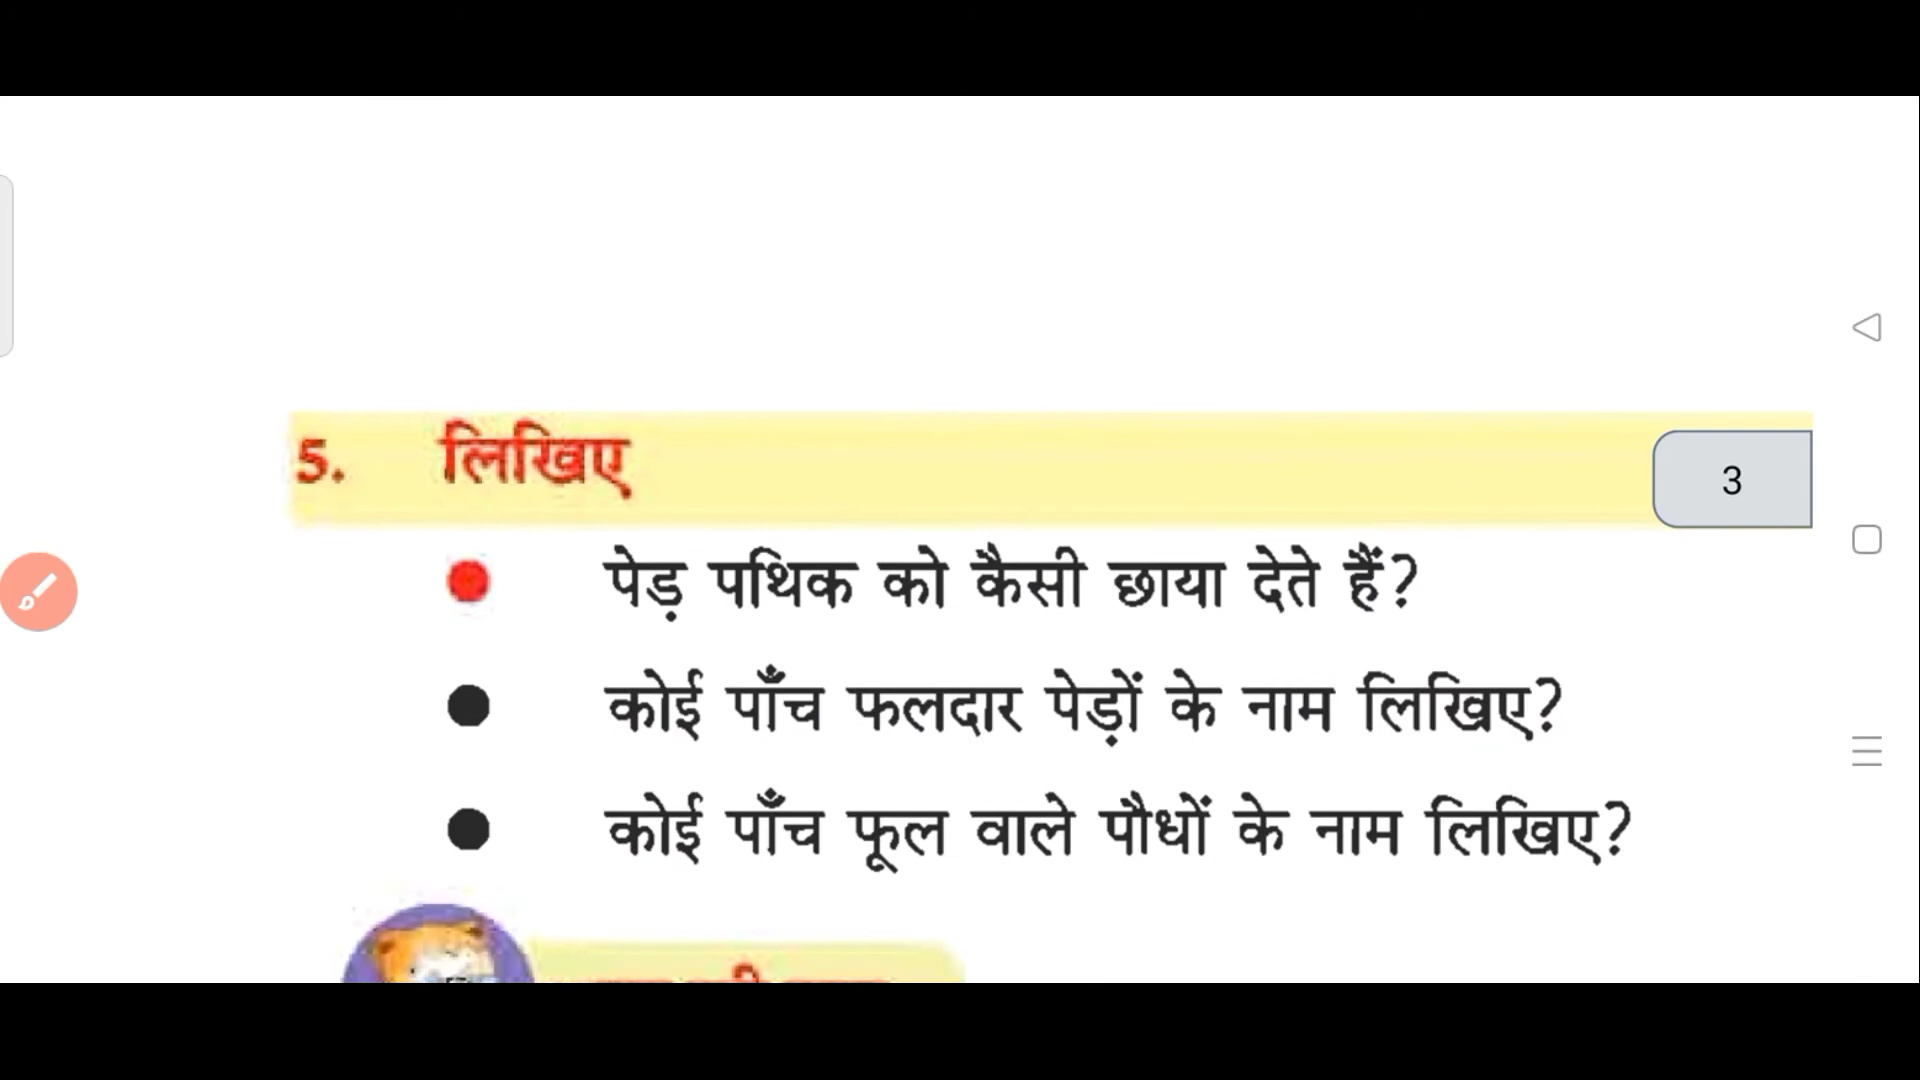 5. लिखिए
3
पेड़ पथिक को कैसी छाया देते हैं?
कोई पाँच फलदार पेड़ों के नाम लिखिए?
कोई पाँच फूल वाले पौधों के नाम लिखिए?